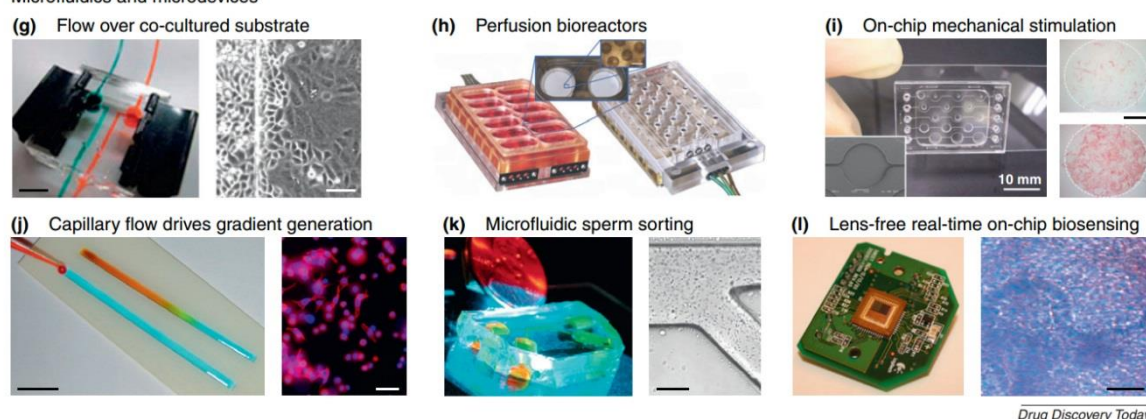 Microfluidics and microdevices
(g) Flow over co-cultured substrate
(h) Perfusion bioreactors
(i) On-chip mechanical stimulation
10 mm
(j) Capillary flow drives gradient generation
(k) Microfluidic sperm sorting
(l) Lens-free real-time on-chip biosensing
Drug Discovery Today